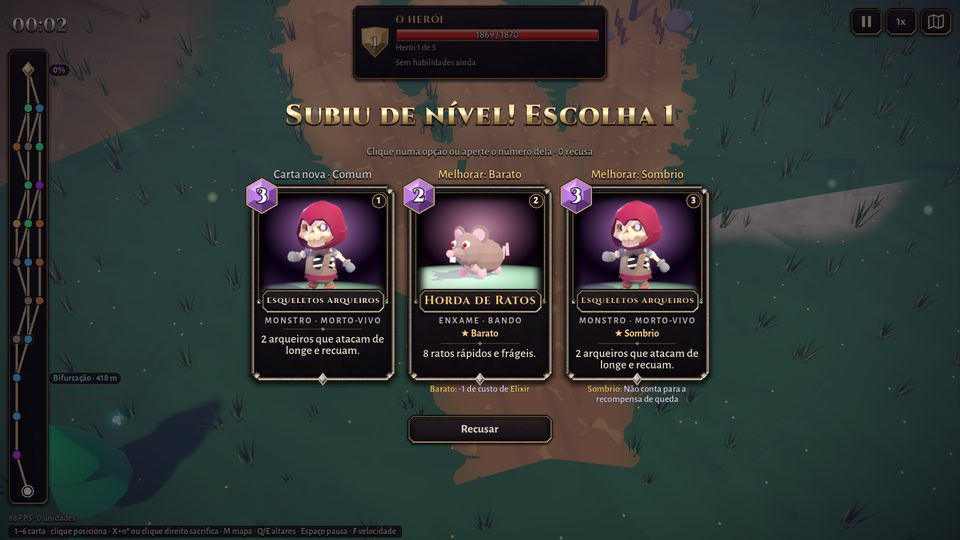 00:02
O HERÓI
1
1869 / 1870
Herói 1 de 5
Sem habilidades ainda
1x
0%
SUBIU DE NÍVEL! ESCOLHA 1
Clique numa opção ou aperte o número dela · 0 recusa
Carta nova · Comum
3
1
ESQUELETOS ARQUEIROS
MONSTRO · MORTO-VIVO
2 arqueiros que atacam de
longe e recuam.
Melhorar: Barato
2
2
HORDA DE RATOS
ENXAME · BANDO
★ Barato
8 ratos rápidos e frágeis.
Barato: -1 de custo de Elixir
Melhorar: Sombrio
3
3
ESQUELETOS ARQUEIROS
MONSTRO · MORTO-VIVO
★ Sombrio
2 arqueiros que atacam de
longe e recuam.
Sombrio: Não conta para a
recompensa de queda
Bifurcação · 418 m
Recusar
88 FPS · 0 unidades
1–6 carta · clique posiciona · X+nº ou clique direito sacrifica · M mapa · Q/E altares · Espaço pausa · F velocidade